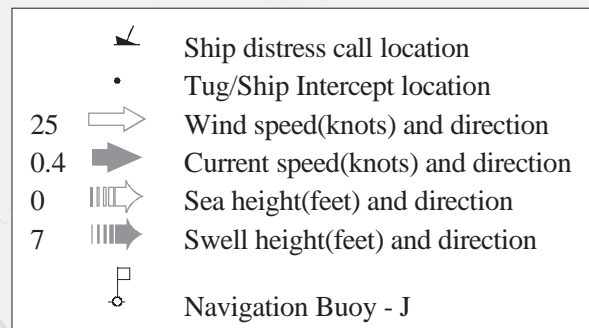 Ship distress call location
Tug/Ship Intercept location
25 Wind speed(knots) and direction
0.4 Current speed(knots) and direction
0 Sea height(feet) and direction
7 Swell height(feet) and direction
Navigation Buoy - J